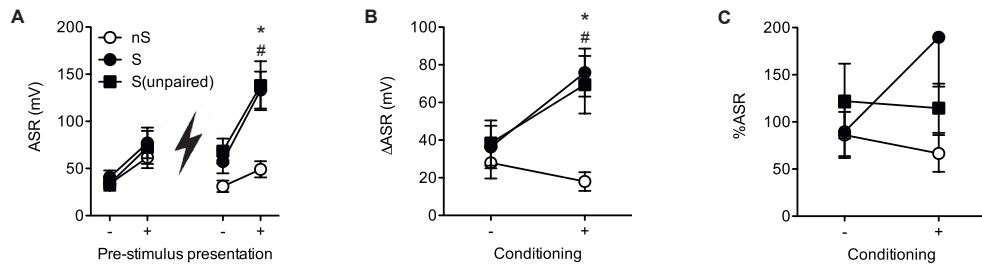 A
200
150
100
50
0
ASR (mV)
nS
S
S(unpaired)
*
#
- + - +
Pre-stimulus presentation
B
100
80
60
40
20
0
ΔASR (mV)
*
#
- +
Conditioning
C
200
150
100
50
0
%ASR
- +
Conditioning